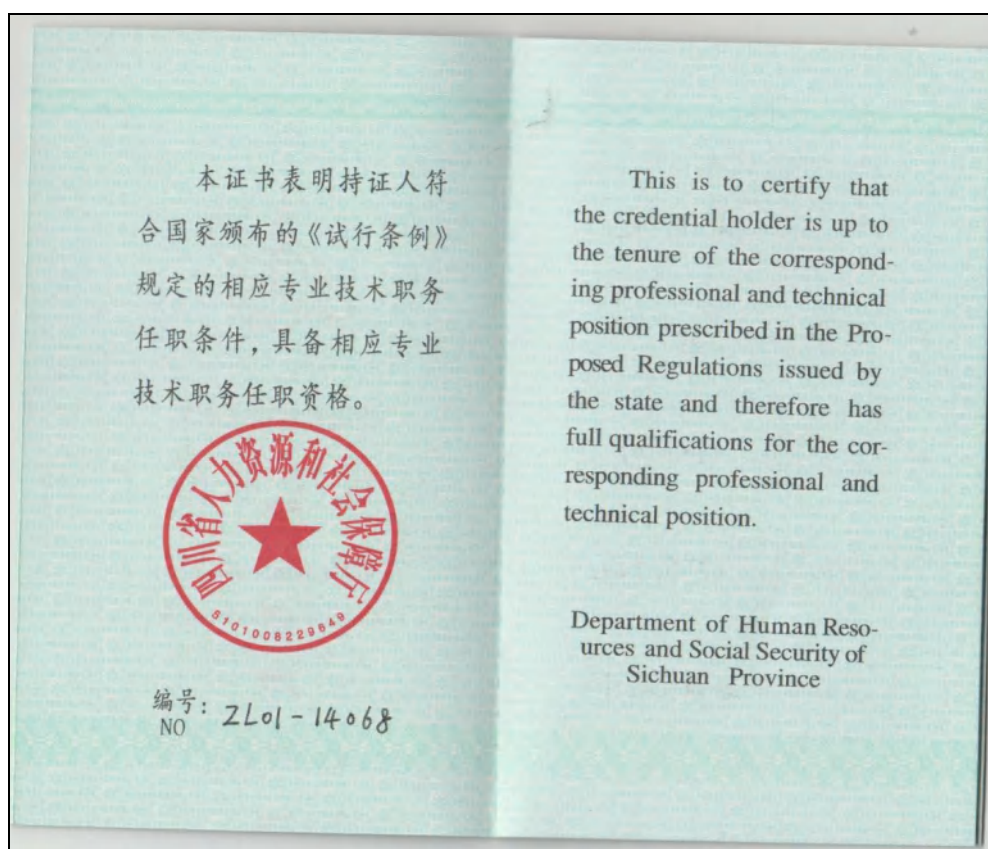 本证书表明持证人符
合国家颁布的《试行条例》
规定的相应专业技术职务
任职条件，具备相应专业
技术职务任职资格。
四川省人力资源和社会保障厅
5101008229649
编号：
NO
ZL01-14068
This is to certify that
the credential holder is up to
the tenure of the correspond-
ing professional and technical
position prescribed in the Pro-
posed Regulations issued by
the state and therefore has
full qualifications for the cor-
responding professional and
technical position.
Department of Human Reso-
urces and Social Security of
Sichuan Province